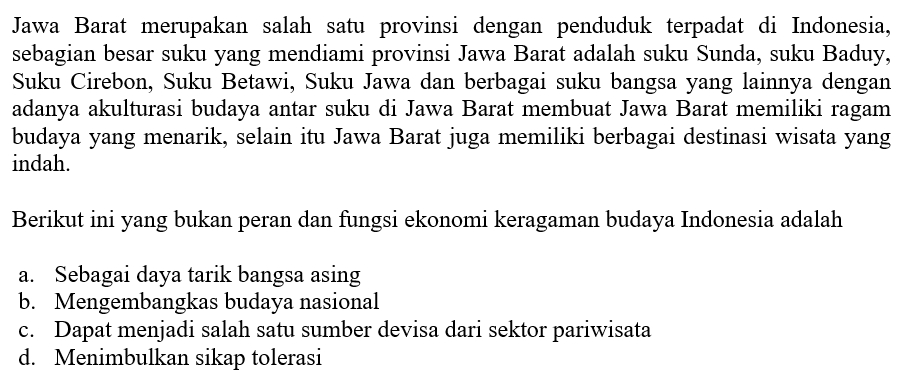 Jawa Barat merupakan salah satu provinsi dengan penduduk terpadat di Indonesia,
sebagian besar suku yang mendiami provinsi Jawa Barat adalah suku Sunda, suku Baduy,
Suku Cirebon, Suku Betawi, Suku Jawa dan berbagai suku bangsa yang lainnya dengan
adanya akulturasi budaya antar suku di Jawa Barat membuat Jawa Barat memiliki ragam
budaya yang menarik, selain itu Jawa Barat juga memiliki berbagai destinasi wisata yang
indah.
Berikut ini yang bukan peran dan fungsi ekonomi keragaman budaya Indonesia adalah
a. Sebagai daya tarik bangsa asing
b. Mengembangkas budaya nasional
c. Dapat menjadi salah satu sumber devisa dari sektor pariwisata
d. Menimbulkan sikap tolerasi